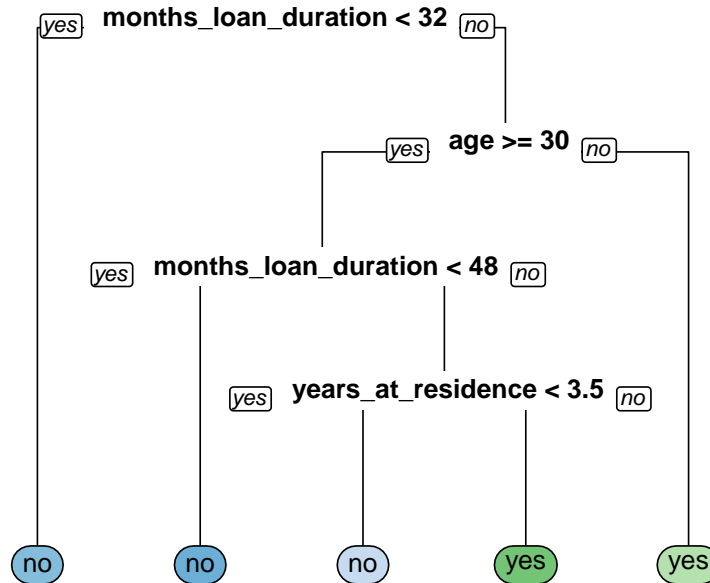 yes months_loan_duration < 32 no
yes age >= 30 no
yes months_loan_duration < 48 no
yes years_at_residence < 3.5 no
no no no yes yes